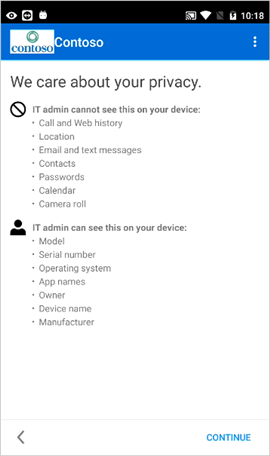 10:18
contoso Contoso
We care about your privacy.
IT admin cannot see this on your device:
• Call and Web history
• Location
• Email and text messages
• Contacts
• Passwords
• Calendar
• Camera roll
IT admin can see this on your device:
• Model
• Serial number
• Operating system
• App names
• Owner
• Device name
• Manufacturer
CONTINUE